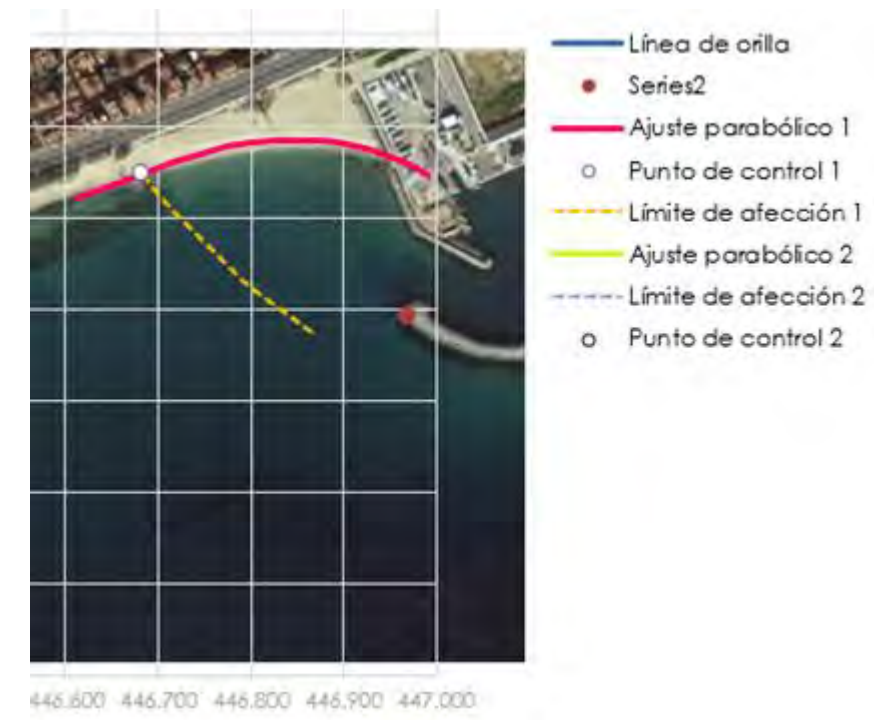 Línea de orilla
Series2
Ajuste parabólico 1
Punto de control 1
Límite de afección 1
Ajuste parabólico 2
Límite de afección 2
Punto de control 2
446.600 446.700 446.800 446.900 447.000